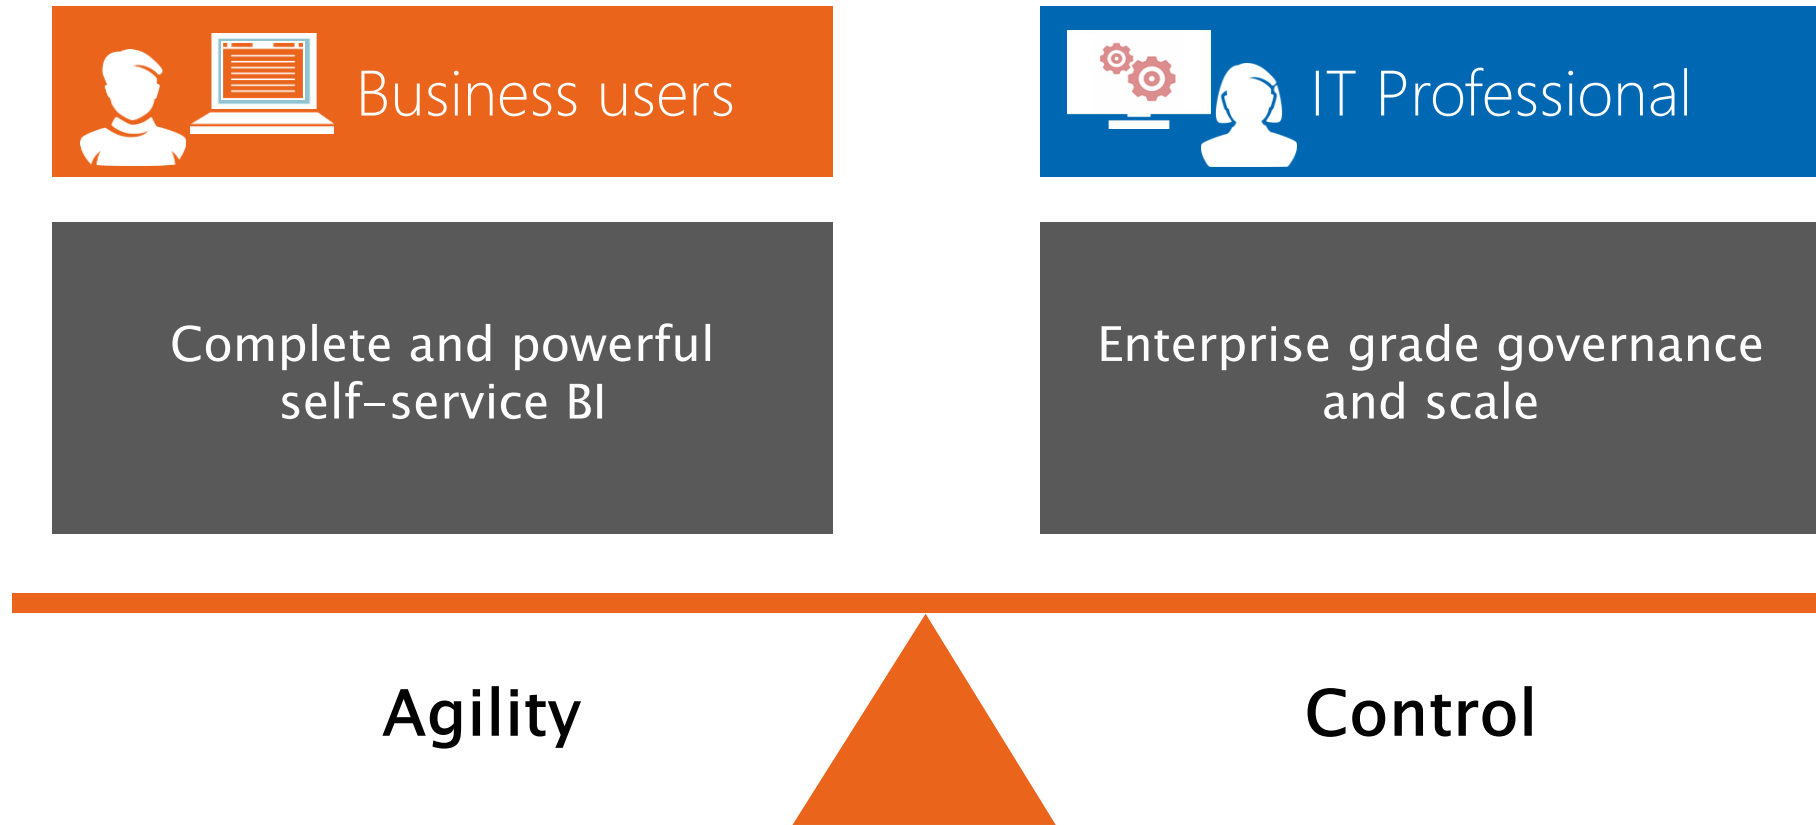 Business users
IT Professional
Complete and powerful
self-service BI
Enterprise grade governance
and scale
Agility
Control